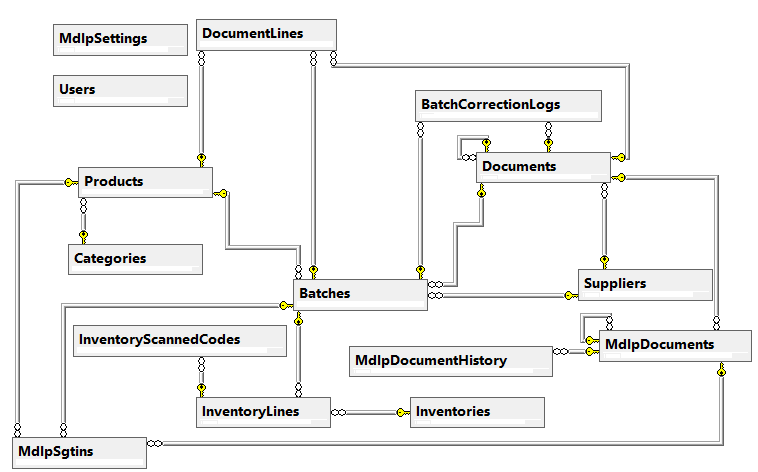 MdlpSettings
DocumentLines
Users
BatchCorrectionLogs
Documents
Products
Categories
Batches
Suppliers
InventoryScannedCodes
MdlpDocuments
MdlpDocumentHistory
InventoryLines
Inventories
MdlpSgtins